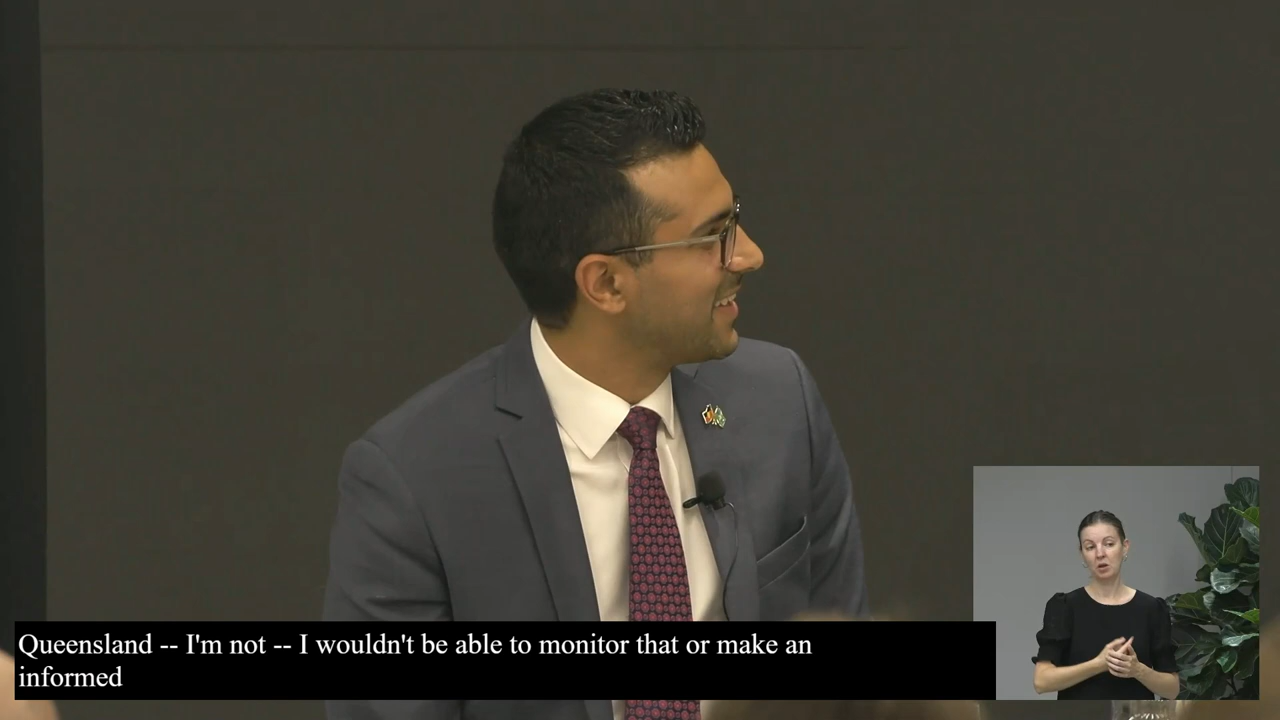 Queensland -- I'm not -- I wouldn't be able to monitor that or make an
informed